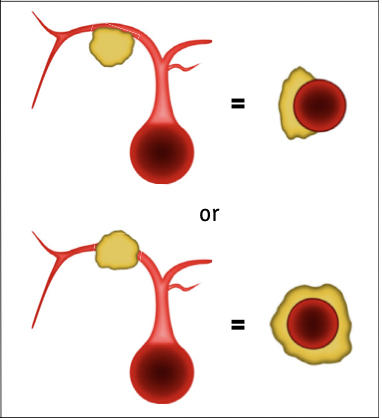 =
or
=